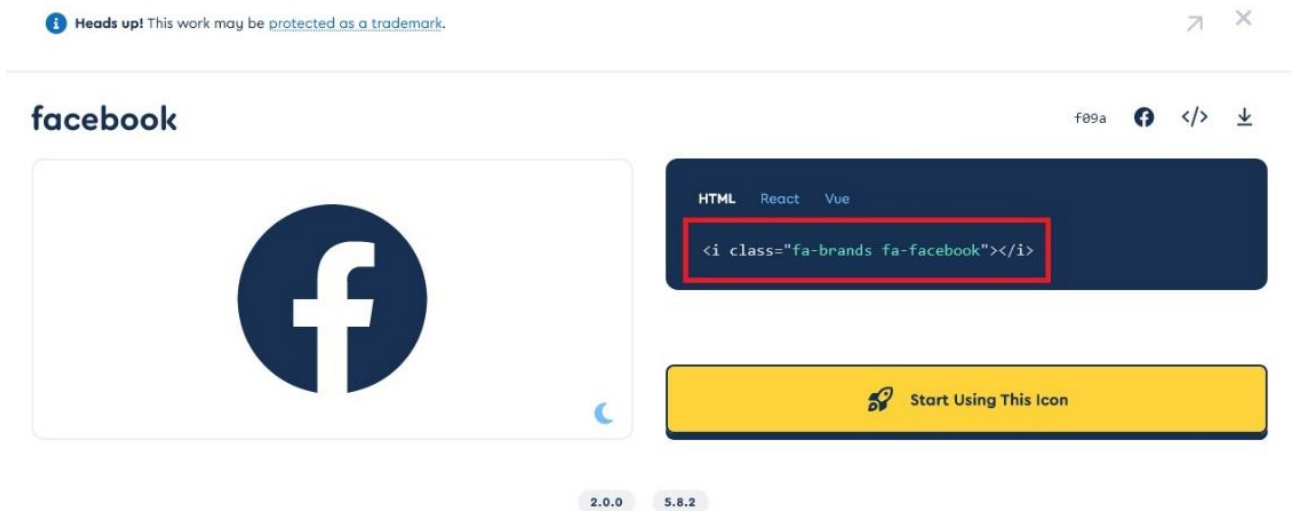 Heads up! This work may be protected as a trademark.
facebook
f09a
HTML React Vue
<i class="fa-brands fa-facebook"></i>
Start Using This Icon
2.0.0 5.8.2